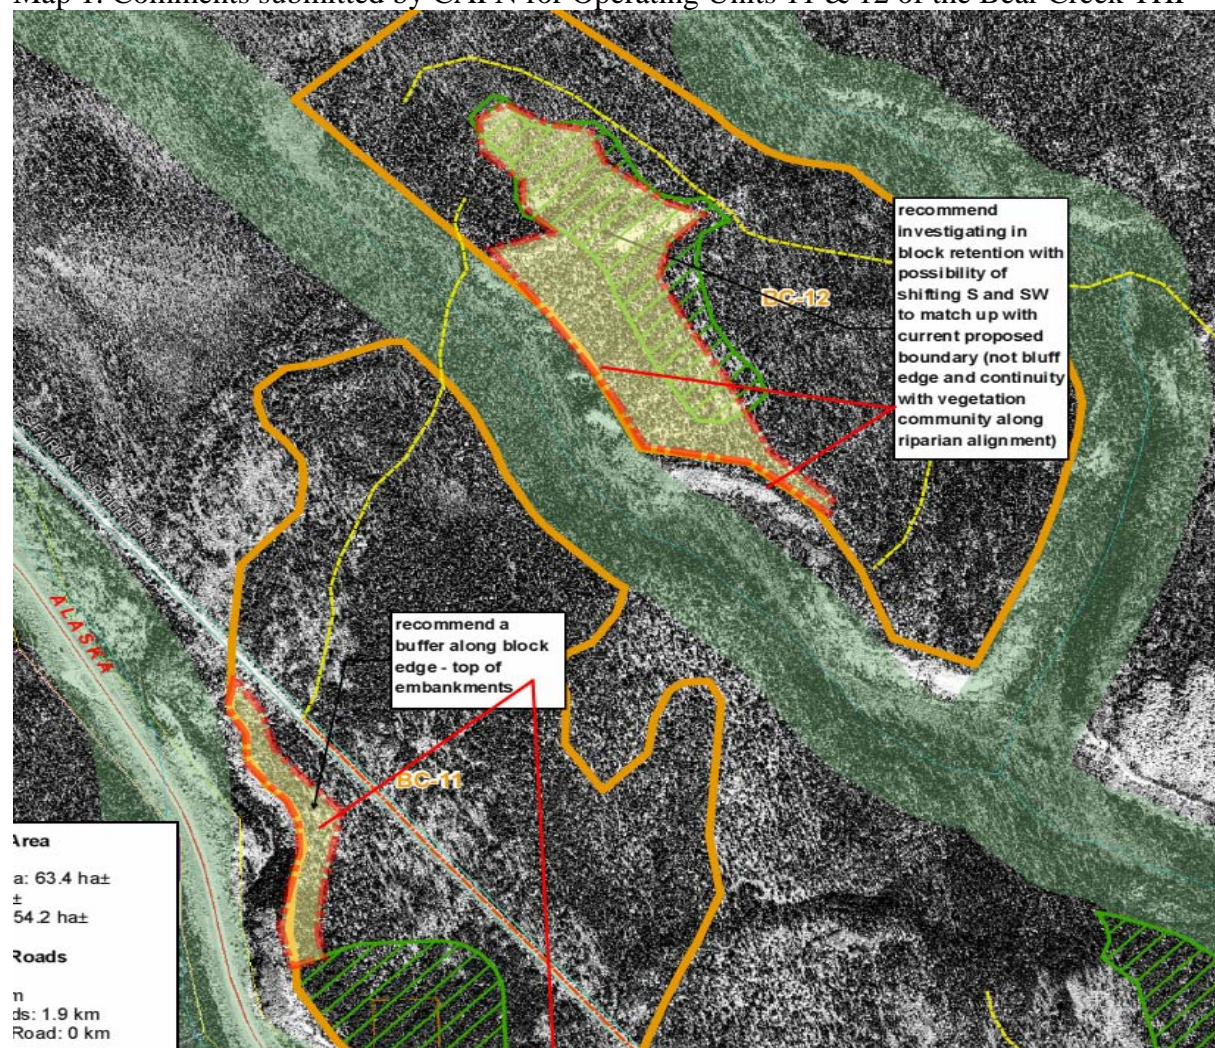 Map 1: Comments submitted by CAFN for Operating Units 11 & 12 of the Bear Creek THP
recommend
investigating in
block retention with
possibility of
shifting S and SW
to match up with
current proposed
boundary (not bluff
edge and continuity
with vegetation
community along
riparian alignment)
BC-12
ALASKA
recommend a
buffer along block
edge - top of
embankments
BC-11
Area
a: 63.4 ha±
±
54.2 ha±
Roads
m
ds: 1.9 km
Road: 0 km